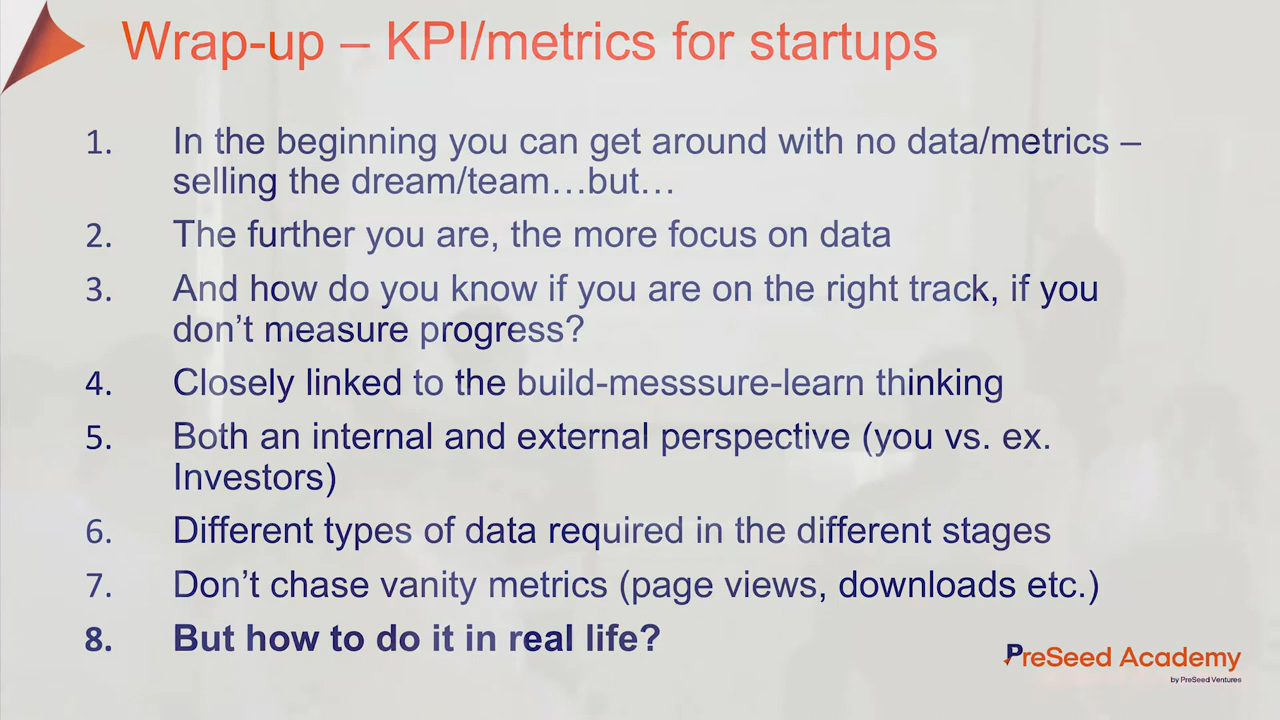 Wrap-up – KPI/metrics for startups
1. In the beginning you can get around with no data/metrics –
selling the dream/team…but…
2. The further you are, the more focus on data
3. And how do you know if you are on the right track, if you
don’t measure progress?
4. Closely linked to the build-messsure-learn thinking
5. Both an internal and external perspective (you vs. ex.
Investors)
6. Different types of data required in the different stages
7. Don’t chase vanity metrics (page views, downloads etc.)
8. But how to do it in real life?
PreSeed Academy
by PreSeed Ventures